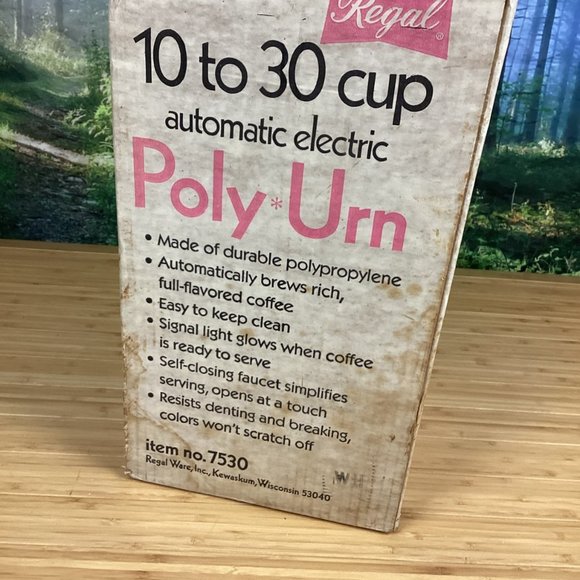 Regal®
10 to 30 cup
automatic electric
Poly*Urn
• Made of durable polypropylene
• Automatically brews rich,
full-flavored coffee
• Easy to keep clean
• Signal light glows when coffee
is ready to serve
• Self-closing faucet simplifies
serving, opens at a touch
• Resists denting and breaking,
colors won't scratch off
item no. 7530
Regal Ware, Inc., Kewaskum, Wisconsin 53040
W